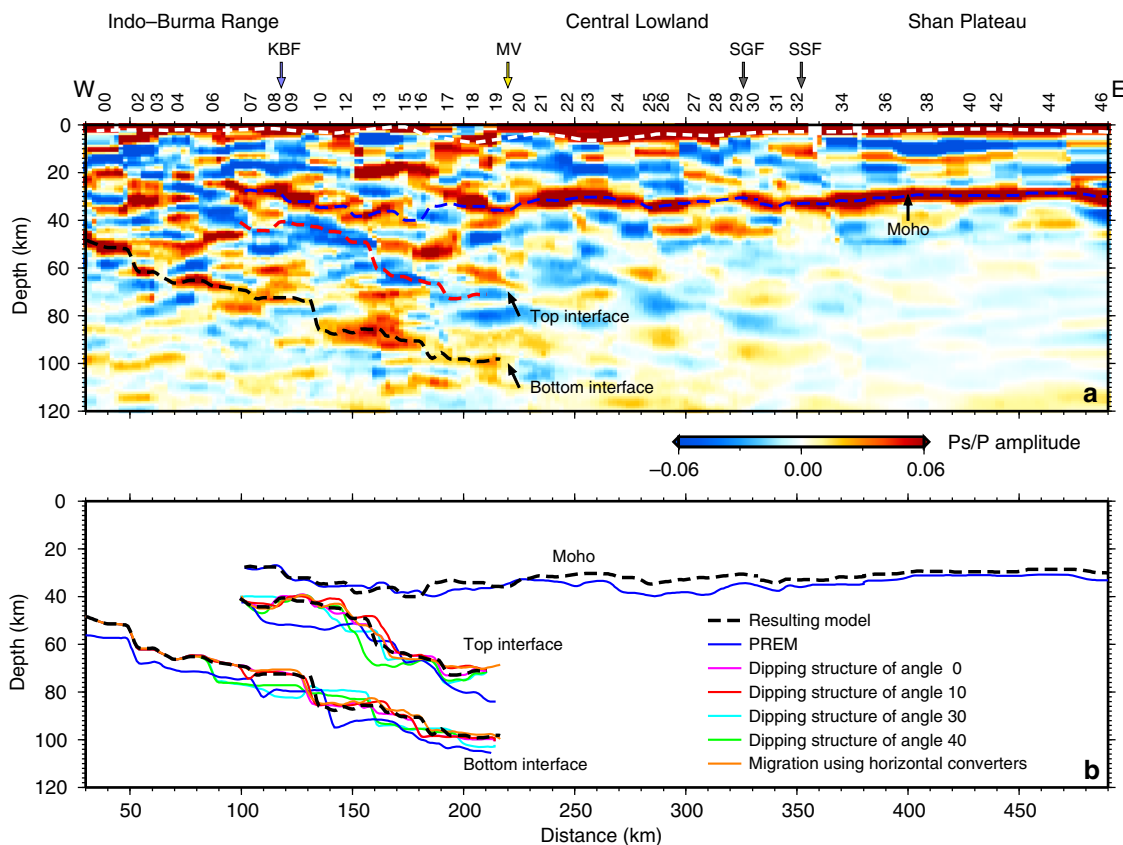 Indo–Burma Range Central Lowland Shan Plateau
KBF MV SGF SSF
W 00 02 03 04 06 07 08 09 10 12 13 15 16 17 18 19 20 21 22 23 24 25 26 27 28 29 30 31 32 34 36 38 40 42 44 46 E
0
20
40
60
80
100
120
Depth (km)
Moho
Top interface
Bottom interface
a
Ps/P amplitude
−0.06 0.00 0.06
0
20
40
60
80
100
120
Depth (km)
Moho
Top interface
Bottom interface
Resulting model
PREM
Dipping structure of angle 0
Dipping structure of angle 10
Dipping structure of angle 30
Dipping structure of angle 40
Migration using horizontal converters
b
50 100 150 200 250 300 350 400 450
Distance (km)